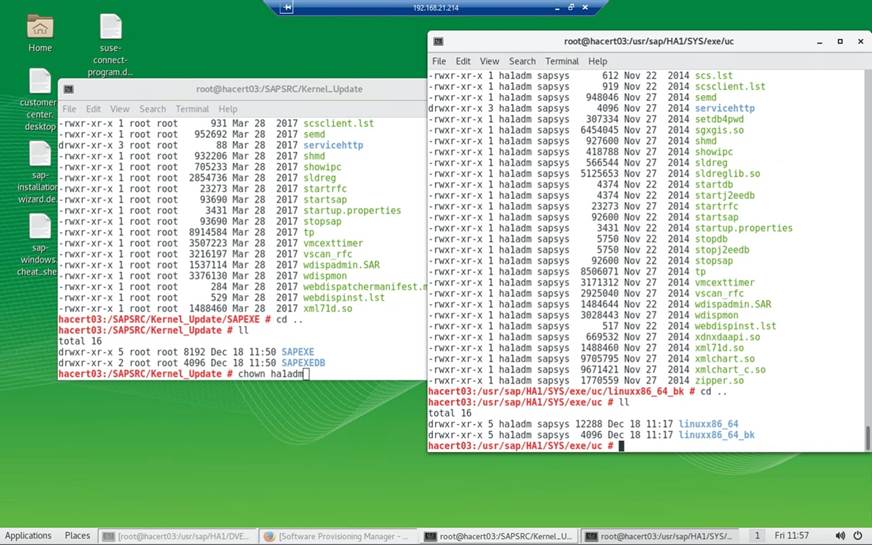 192.168.21.214
Home
suse-
connect-
program.d...
customer
center.
desktop
sap-
installatio
wizard.de
sap-
windows
cheat_she
root@hacert03:/SAPSRC/Kernel_Update
File Edit View Search Terminal Help
-rwxr-xr-x 1 root root 931 Mar 28 2017 scsclient.lst
-rwxr-xr-x 1 root root 952692 Mar 28 2017 semd
drwxr-xr-x 3 root root 88 Mar 28 2017 servicehttp
-rwxr-xr-x 1 root root 932206 Mar 28 2017 shmd
-rwxr-xr-x 1 root root 705233 Mar 28 2017 showipc
-rwxr-xr-x 1 root root 2854736 Mar 28 2017 sldreg
-rwxr-xr-x 1 root root 23273 Mar 28 2017 startrfc
-rwxr-xr-x 1 root root 93690 Mar 28 2017 startsap
-rwxr-xr-x 1 root root 3431 Mar 28 2017 startup.properties
-rwxr-xr-x 1 root root 93690 Mar 28 2017 stopsap
-rwxr-xr-x 1 root root 8914584 Mar 28 2017 tp
-rwxr-xr-x 1 root root 3507223 Mar 28 2017 vmcexttimer
-rwxr-xr-x 1 root root 3216197 Mar 28 2017 vscan_rfc
-rwxr-xr-x 1 root root 1537114 Mar 28 2017 wdispadmin.SAR
-rwxr-xr-x 1 root root 3376130 Mar 28 2017 wdispmon
-rwxr-xr-x 1 root root 284 Mar 28 2017 webdispatchermanifest.m
-rwxr-xr-x 1 root root 529 Mar 28 2017 webdispinst.lst
-rwxr-xr-x 1 root root 1488460 Mar 28 2017 xml71d.so
hacert03:/SAPSRC/Kernel_Update/SAPEXE # cd ..
hacert03:/SAPSRC/Kernel_Update # ll
total 16
drwxr-xr-x 5 root root 8192 Dec 18 11:50 SAPEXE
drwxr-xr-x 2 root root 4096 Dec 18 11:50 SAPEXEDB
hacert03:/SAPSRC/Kernel_Update # chown ha1adm
root@hacert03:/usr/sap/HA1/SYS/exe/uc
File Edit View Search Terminal Help
-rwxr-xr-x 1 ha1adm sapsys 612 Nov 22 2014 scs.lst
-rwxr-xr-x 1 ha1adm sapsys 919 Nov 22 2014 scsclient.lst
-rwxr-xr-x 1 ha1adm sapsys 948046 Nov 27 2014 semd
drwxr-xr-x 3 ha1adm sapsys 4096 Nov 27 2014 servicehttp
-rwxr-xr-x 1 ha1adm sapsys 307334 Nov 27 2014 setdb4pwd
-rwxr-xr-x 1 ha1adm sapsys 6454045 Nov 27 2014 sgxgis.so
-rwxr-xr-x 1 ha1adm sapsys 927600 Nov 27 2014 shmd
-rwxr-xr-x 1 ha1adm sapsys 418788 Nov 27 2014 showipc
-rwxr-xr-x 1 ha1adm sapsys 566544 Nov 27 2014 sldreg
-rwxr-xr-x 1 ha1adm sapsys 5125653 Nov 27 2014 sldreglib.so
-rwxr-xr-x 1 ha1adm sapsys 4374 Nov 22 2014 startdb
-rwxr-xr-x 1 ha1adm sapsys 4374 Nov 22 2014 startj2eedb
-rwxr-xr-x 1 ha1adm sapsys 23273 Nov 27 2014 startrfc
-rwxr-xr-x 1 ha1adm sapsys 92600 Nov 27 2014 startsap
-rwxr-xr-x 1 ha1adm sapsys 3431 Nov 22 2014 startup.properties
-rwxr-xr-x 1 ha1adm sapsys 5750 Nov 22 2014 stopdb
-rwxr-xr-x 1 ha1adm sapsys 5750 Nov 22 2014 stopj2eedb
-rwxr-xr-x 1 ha1adm sapsys 92600 Nov 27 2014 stopsap
-rwxr-xr-x 1 ha1adm sapsys 8506071 Nov 27 2014 tp
-rwxr-xr-x 1 ha1adm sapsys 3171312 Nov 27 2014 vmcexttimer
-rwxr-xr-x 1 ha1adm sapsys 2925040 Nov 27 2014 vscan_rfc
-rwxr-xr-x 1 ha1adm sapsys 1484644 Nov 22 2014 wdispadmin.SAR
-rwxr-xr-x 1 ha1adm sapsys 3028443 Nov 27 2014 wdispmon
-rwxr-xr-x 1 ha1adm sapsys 517 Nov 22 2014 webdispinst.lst
-rwxr-xr-x 1 ha1adm sapsys 669532 Nov 27 2014 xdnxdaapi.so
-rwxr-xr-x 1 ha1adm sapsys 1488460 Nov 27 2014 xml71d.so
-rwxr-xr-x 1 ha1adm sapsys 9705795 Nov 27 2014 xmlchart.so
-rwxr-xr-x 1 ha1adm sapsys 9671421 Nov 27 2014 xmlchart_c.so
-rwxr-xr-x 1 ha1adm sapsys 1770559 Nov 27 2014 zipper.so
hacert03:/usr/sap/HA1/SYS/exe/uc/linuxx86_64_bk # cd ..
hacert03:/usr/sap/HA1/SYS/exe/uc # ll
total 16
drwxr-xr-x 5 ha1adm sapsys 12288 Dec 18 11:17 linuxx86_64
drwxr-xr-x 5 ha1adm sapsys 4096 Dec 18 11:17 linuxx86_64_bk
hacert03:/usr/sap/HA1/SYS/exe/uc #
Applications Places [root@hacert03:/usr/sap/HA1/DVE... [Software Provisioning Manager - ... root@hacert03:/SAPSRC/Kernel_U... root@hacert03:/usr/sap/HA1/SYS/... 1 Fri 11:57